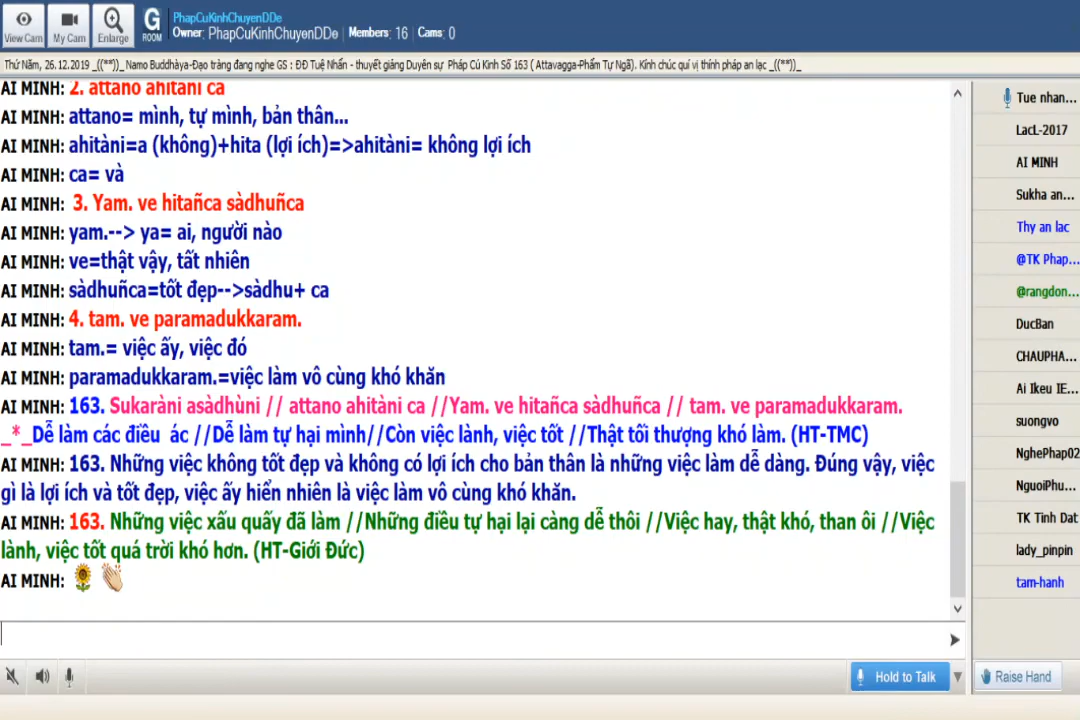 View Cam
My Cam
Enlarge
G
ROOM
PhapCuKinhChuyenDDe
Owner: PhapCuKinhChuyenDDe | Members: 16 | Cams: 0
Thứ Năm, 26.12.2019 _((**))_ Namo Buddhàya-Đạo tràng đang nghe GS : ĐĐ Tuệ Nhẫn - thuyết giảng Duyên sự Pháp Cú Kinh Số 163 ( Attavagga-Phẩm Tự Ngã). Kính chúc quí vị thính pháp an lạc _((**))_
AI MINH: 2. attano ahitàni ca
AI MINH: attano= mình, tự mình, bản thân...
AI MINH: ahitàni=a (không)+hita (lợi ích)=>ahitàni= không lợi ích
AI MINH: ca= và
AI MINH: 3. Yam. ve hitañca sàdhuñca
AI MINH: yam.--> ya= ai, người nào
AI MINH: ve=thật vậy, tất nhiên
AI MINH: sàdhuñca=tốt đẹp-->sàdhu+ ca
AI MINH: 4. tam. ve paramadukkaram.
AI MINH: tam.= việc ấy, việc đó
AI MINH: paramadukkaram.=việc làm vô cùng khó khăn
AI MINH: 163. Sukaràni asàdhùni // attano ahitàni ca //Yam. ve hitañca sàdhuñca // tam. ve paramadukkaram.
_*_Dễ làm các điều ác //Dễ làm tự hại mình//Còn việc lành, việc tốt //Thật tối thượng khó làm. (HT-TMC)
AI MINH: 163. Những việc không tốt đẹp và không có lợi ích cho bản thân là những việc làm dễ dàng. Đúng vậy, việc
gì là lợi ích và tốt đẹp, việc ấy hiển nhiên là việc làm vô cùng khó khăn.
AI MINH: 163. Những việc xấu quấy đã làm //Những điều tự hại lại càng dễ thôi //Việc hay, thật khó, than ôi //Việc
lành, việc tốt quá trời khó hơn. (HT-Giới Đức)
AI MINH:
Tue nhan...
LacL-2017
AI MINH
Sukha an...
Thy an lac
@TK Phap...
@rangdon...
DucBan
CHAUPHA...
Ai Ikeu IE...
suongvo
NghePhap02
NguoiPhu...
TK Tinh Dat
lady_pinpin
tam-hanh
Hold to Talk
Raise Hand